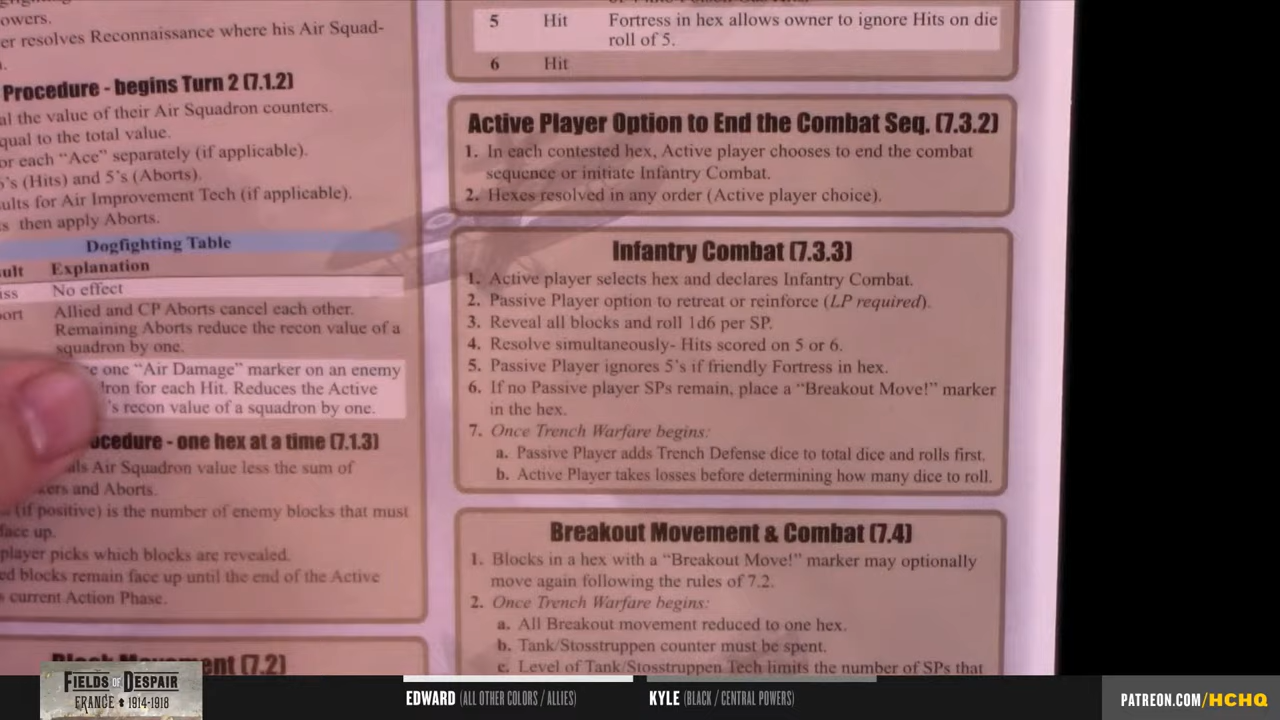 owers.
er resolves Reconnaissance where his Air Squad-
Procedure - begins Turn 2 (7.1.2)
al the value of their Air Squadron counters.
qual to the total value.
or each “Ace” separately (if applicable).
's (Hits) and 5’s (Aborts).
ults for Air Improvement Tech (if applicable).
s then apply Aborts.
Dogfighting Table
ult Explanation
iss No effect
ort Allied and CP Aborts cancel each other.
Remaining Aborts reduce the recon value of a
squadron by one.
one “Air Damage” marker on an enemy
ron for each Hit. Reduces the Active
's recon value of a squadron by one.
ocedure - one hex at a time (7.1.3)
als Air Squadron value less the sum of
kers and Aborts.
(if positive) is the number of enemy blocks that must
face up.
player picks which blocks are revealed.
ed blocks remain face up until the end of the Active
s current Action Phase.
Block Movement (7.2)
5 Hit Fortress in hex allows owner to ignore Hits on die
roll of 5.
6 Hit
Active Player Option to End the Combat Seq. (7.3.2)
1. In each contested hex, Active player chooses to end the combat
sequence or initiate Infantry Combat.
2. Hexes resolved in any order (Active player choice).
Infantry Combat (7.3.3)
1. Active player selects hex and declares Infantry Combat.
2. Passive Player option to retreat or reinforce (LP required).
3. Reveal all blocks and roll 1d6 per SP.
4. Resolve simultaneously- Hits scored on 5 or 6.
5. Passive Player ignores 5’s if friendly Fortress in hex.
6. If no Passive player SPs remain, place a “Breakout Move!” marker
in the hex.
7. Once Trench Warfare begins:
a. Passive Player adds Trench Defense dice to total dice and rolls first.
b. Active Player takes losses before determining how many dice to roll.
Breakout Movement & Combat (7.4)
1. Blocks in a hex with a “Breakout Move!” marker may optionally
move again following the rules of 7.2.
2. Once Trench Warfare begins:
a. All Breakout movement reduced to one hex.
b. Tank/Stosstruppen counter must be spent.
c. Level of Tank/Stosstruppen Tech limits the number of SPs that
FIELDS OF DESPAIR
FRANCE 1914-1918
EDWARD (ALL OTHER COLORS / ALLIES)
KYLE (BLACK / CENTRAL POWERS)
PATREON.COM/HCHQ